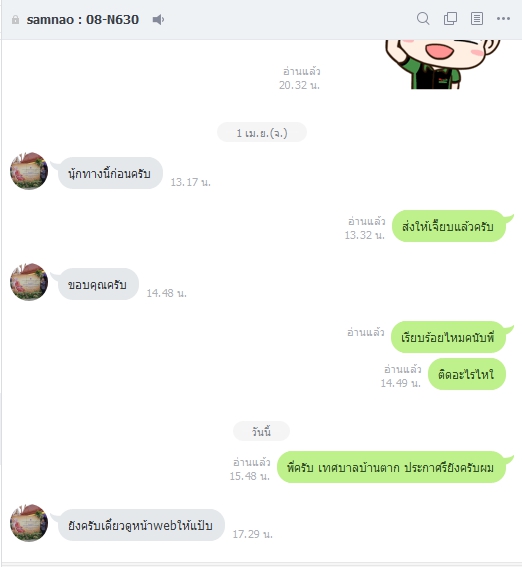 samnao : 08-N630
อ่านแล้ว
20.32 น.
1 เม.ย.(จ.)
นุ้กทางนี้ก่อนครับ
13.17 น.
อ่านแล้ว
13.32 น.
ส่งให้เจี๊ยบแล้วครับ
ขอบคุณครับ
14.48 น.
อ่านแล้ว
เรียบร้อยไหมคนับพี่
อ่านแล้ว
14.49 น.
ติดอะไรไหใ
วันนี้
อ่านแล้ว
15.48 น.
พี่ครับ เทศบาลบ้านตาก ประกาศรึยังครับผม
ยังครับเดี๋ยวดูหน้าwebให้แป๊บ
17.29 น.